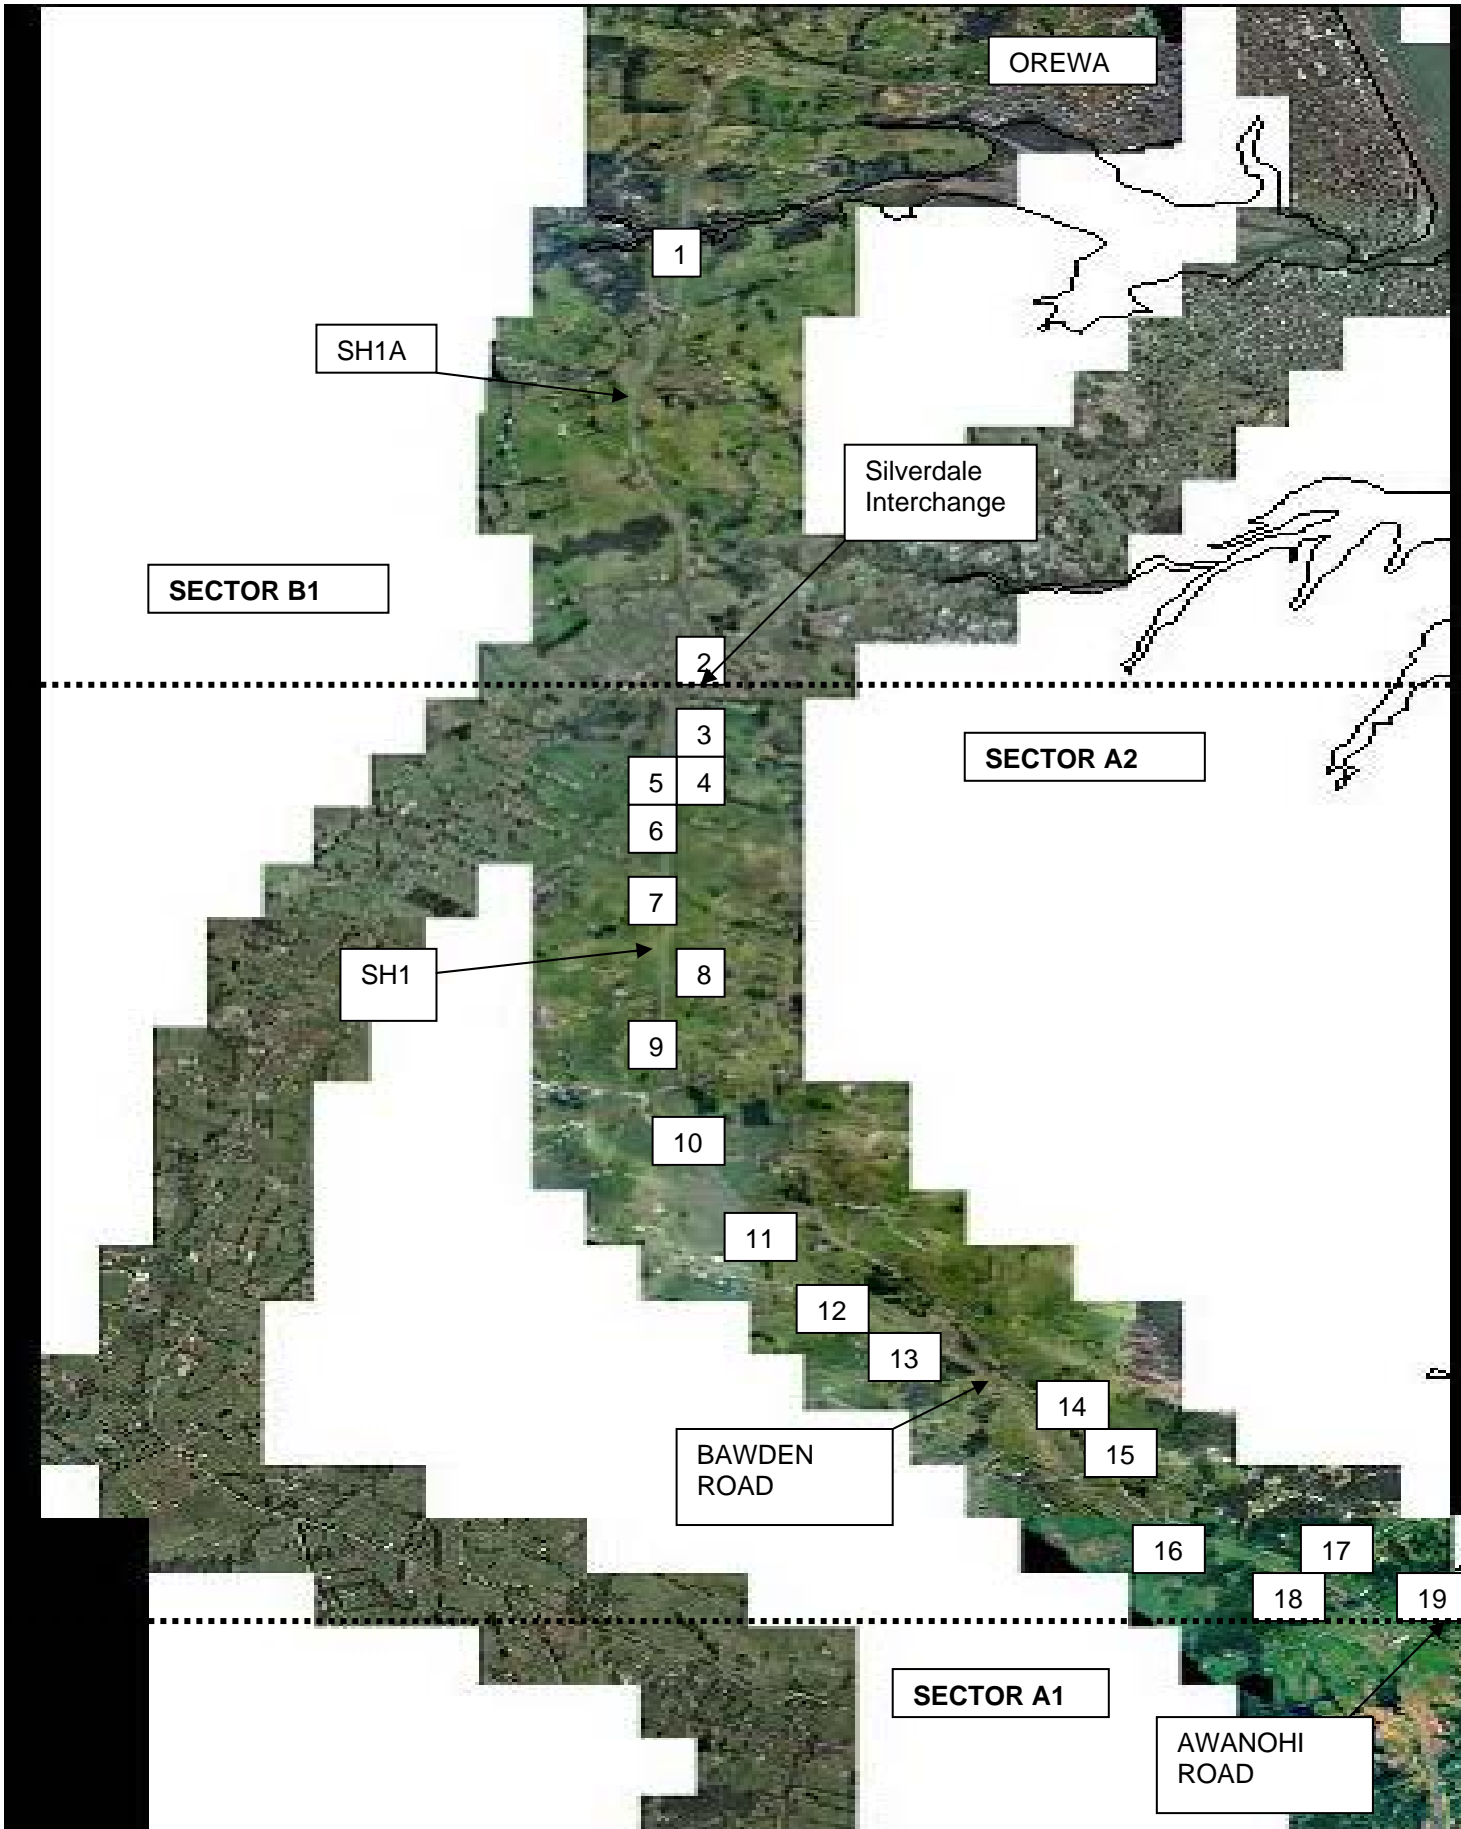 OREWA
1
SH1A
Silverdale
Interchange
SECTOR B1
2
3
SECTOR A2
5
4
6
7
SH1
8
9
10
11
12
13
14
BAWDEN
ROAD
15
16
17
18
19
SECTOR A1
AWANOHI
ROAD